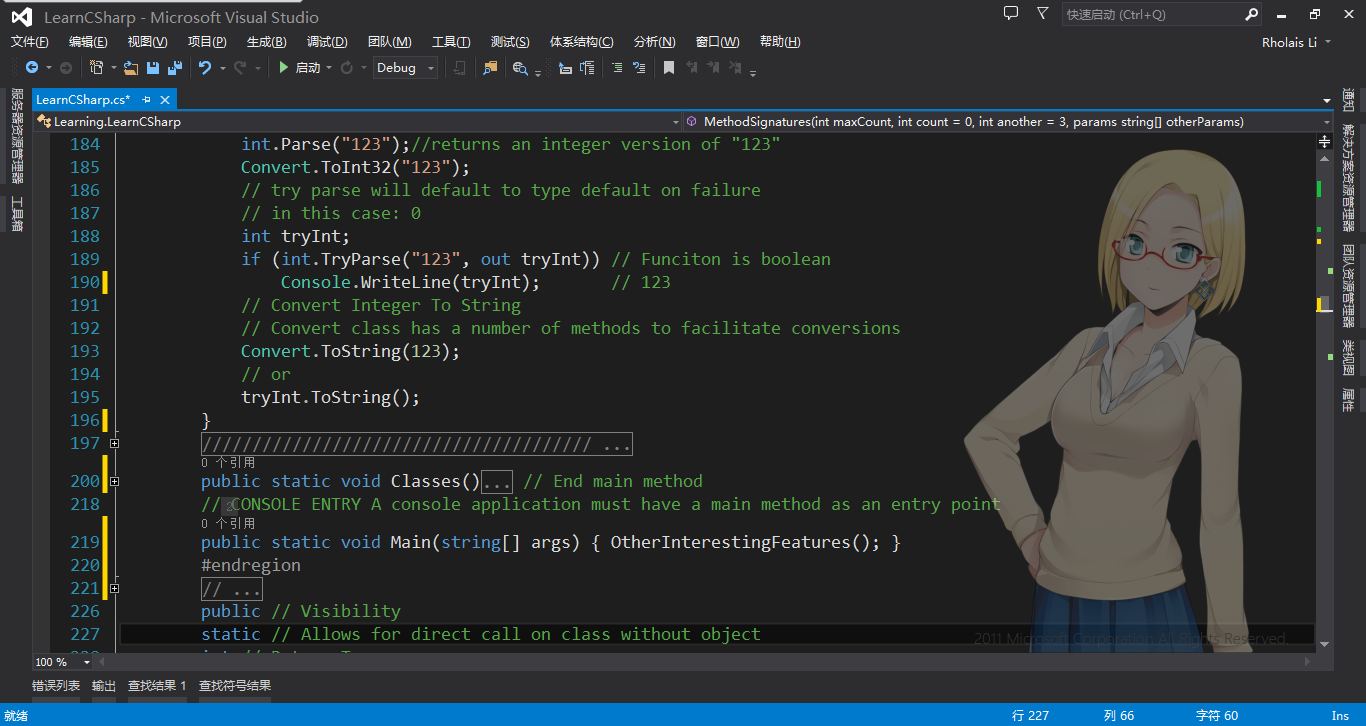 LearnCSharp - Microsoft Visual Studio
快速启动 (Ctrl+Q)
文件(F) 编辑(E) 视图(V) 项目(P) 生成(B) 调试(D) 团队(M) 工具(T) 测试(S) 体系结构(C) 分析(N) 窗口(W) 帮助(H)
Rholais Li
启动 Debug
服务器资源管理器
工具箱
LearnCSharp.cs*
Learning.LearnCSharp
MethodSignatures(int maxCount, int count = 0, int another = 3, params string[] otherParams)
184 int.Parse("123");//returns an integer version of "123"
185 Convert.ToInt32("123");
186 // try parse will default to type default on failure
187 // in this case: 0
188 int tryInt;
189 if (int.TryParse("123", out tryInt)) // Funciton is boolean
190 Console.WriteLine(tryInt); // 123
191 // Convert Integer To String
192 // Convert class has a number of methods to facilitate conversions
193 Convert.ToString(123);
194 // or
195 tryInt.ToString();
196 }
197 /////////////////////////////////////// ...
0 个引用
200 public static void Classes()... // End main method
218 // CONSOLE ENTRY A console application must have a main method as an entry point
0 个引用
219 public static void Main(string[] args) { OtherInterestingFeatures(); }
220 #endregion
221 // ...
226 public // Visibility
227 static // Allows for direct call on class without object
2011 Microsoft Corporation All Rights Reserved
通知
解决方案资源管理器
团队资源管理器
类视图
属性
100 %
错误列表 输出 查找结果 1 查找符号结果
就绪 行 227 列 66 字符 60 Ins